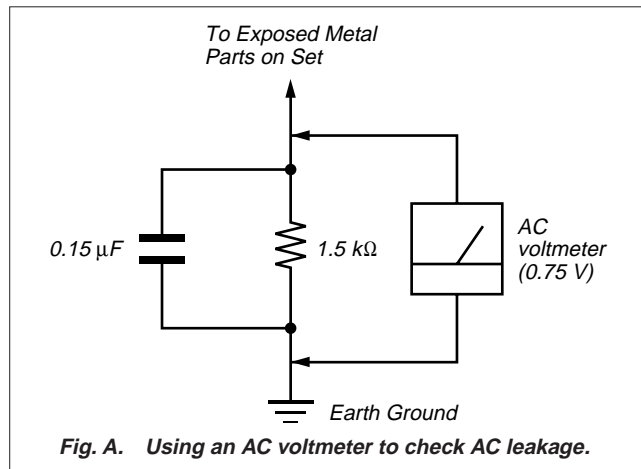 To Exposed Metal
Parts on Set
0.15 μF
1.5 kΩ
AC
voltmeter
(0.75 V)
Earth Ground
Fig. A. Using an AC voltmeter to check AC leakage.